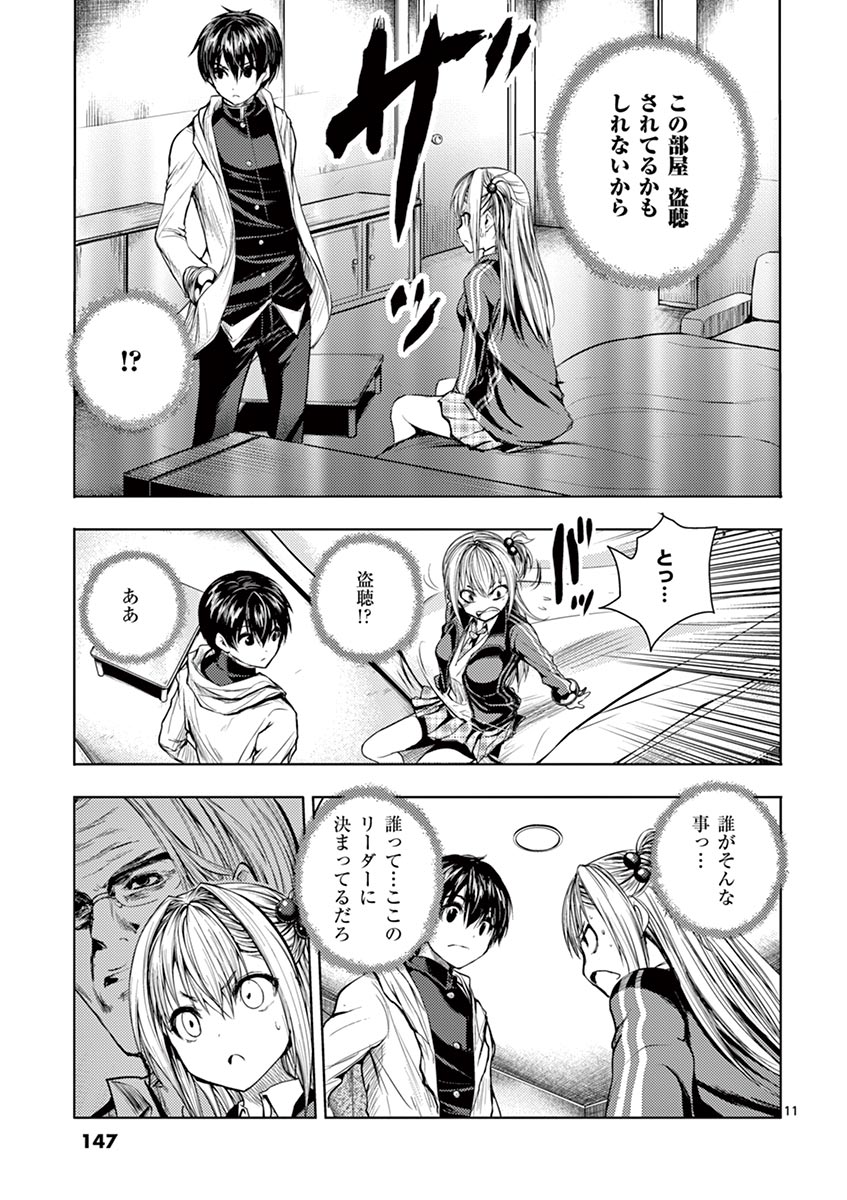 この部屋 盗聴
されてるかも
しれないから
ザッ
ッ
!?
とっ…
ガバッ
盗聴!?
ああ
誰がそんな
事っ…
誰って…ここの
リーダーに
決まってるだろ
11
147